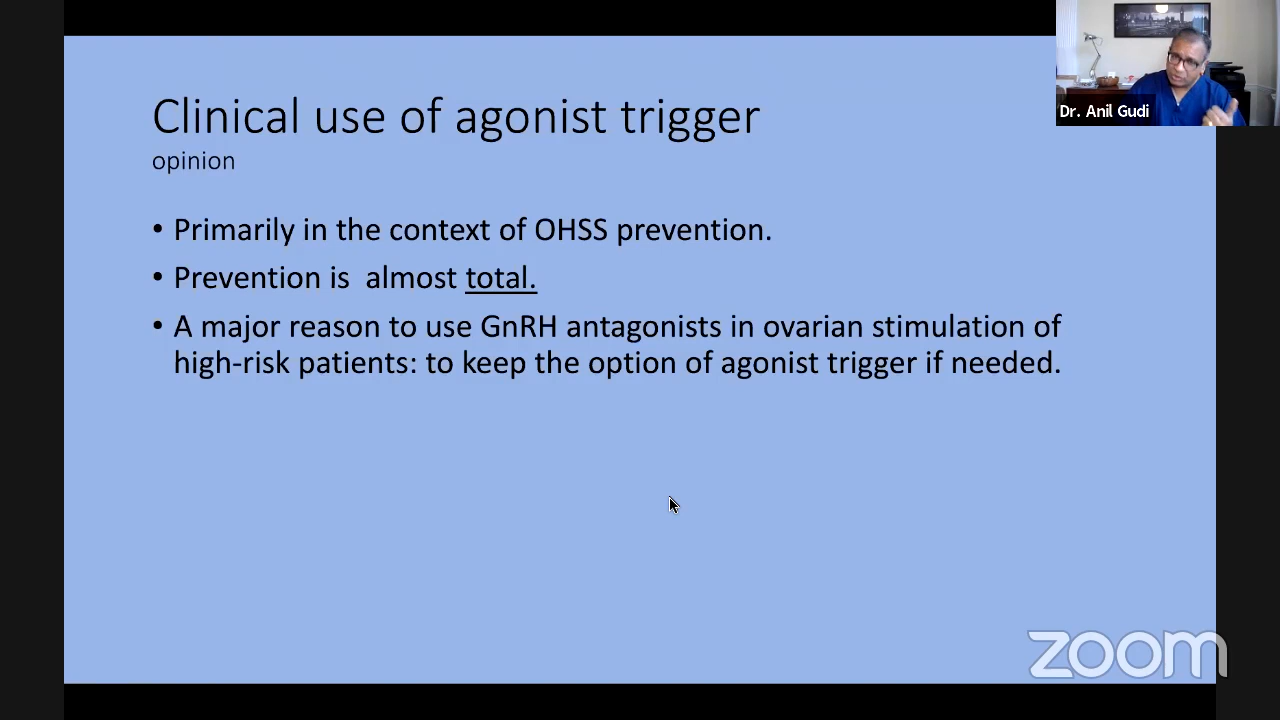 Dr. Anil Gudi
Clinical use of agonist trigger
opinion
• Primarily in the context of OHSS prevention.
• Prevention is  almost total.
• A major reason to use GnRH antagonists in ovarian stimulation of
high-risk patients: to keep the option of agonist trigger if needed.
zoom